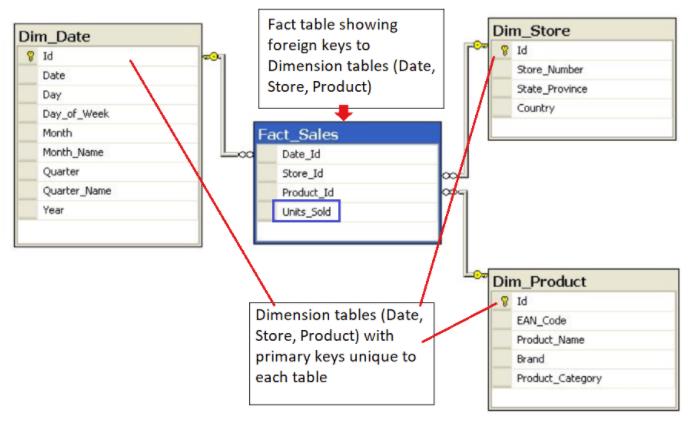 Dim_Date
Id
Date
Day
Day_of_Week
Month
Month_Name
Quarter
Quarter_Name
Year
Fact table showing
foreign keys to
Dimension tables (Date,
Store, Product)
Fact_Sales
Date_Id
Store_Id
Product_Id
Units_Sold
Dim_Store
Id
Store_Number
State_Province
Country
Dimension tables (Date,
Store, Product) with
primary keys unique to
each table
Dim_Product
Id
EAN_Code
Product_Name
Brand
Product_Category